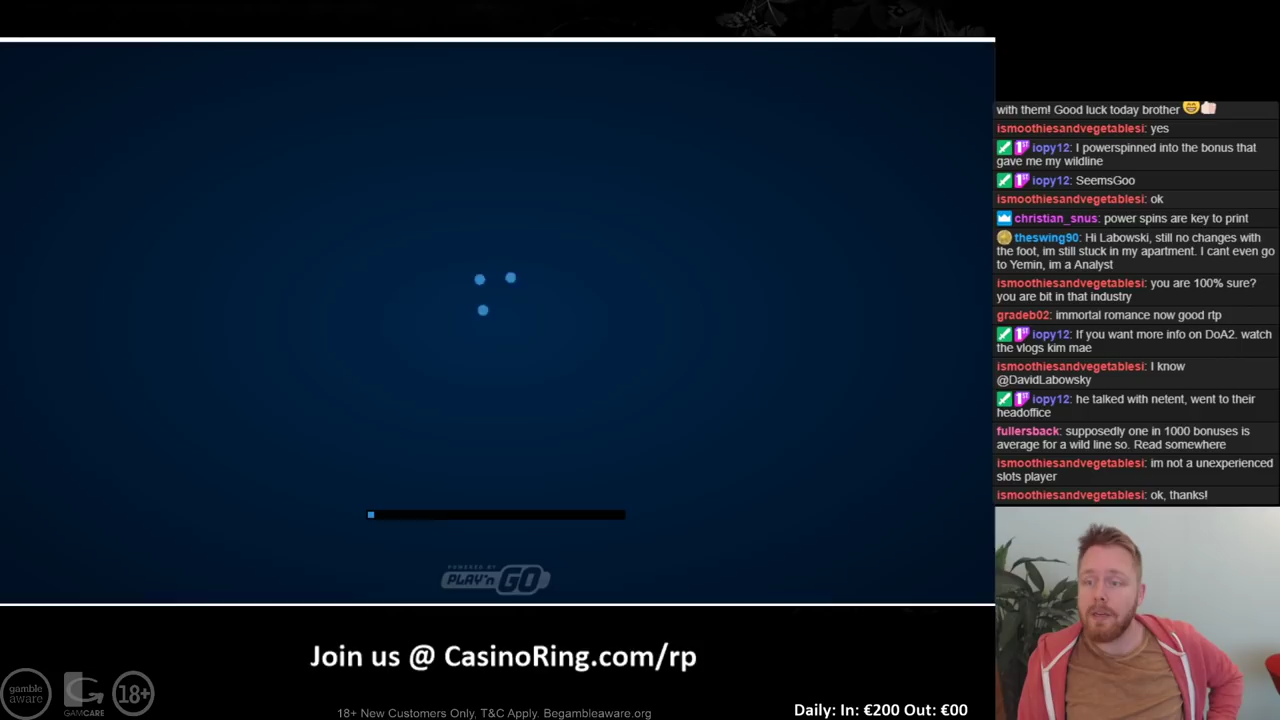 with them! Good luck today brother
ismoothiesandvegetablesi: yes
iopy12: I powerspinned into the bonus that
gave me my wildline
iopy12: SeemsGoo
ismoothiesandvegetablesi: ok
christian_snus: power spins are key to print
theswing90: Hi Labowski, still no changes with
the foot, im still stuck in my apartment. I cant even go
to Yemin, im a Analyst
ismoothiesandvegetablesi: you are 100% sure?
you are bit in that industry
gradeb02: immortal romance now good rtp
iopy12: If you want more info on DoA2. watch
the vlogs kim mae
ismoothiesandvegetablesi: I know
@DavidLabowsky
iopy12: he talked with netent, went to their
headoffice
fullersback: supposedly one in 1000 bonuses is
average for a wild line so. Read somewhere
ismoothiesandvegetablesi: im not a unexperienced
slots player
ismoothiesandvegetablesi: ok, thanks!
POWERED BY
PLAY'n GO
Join us @ CasinoRing.com/rp
gamble
aware
GAMCARE
18+
18+ New Customers Only, T&C Apply. Begambleaware.org
Daily: In: €200 Out: €00